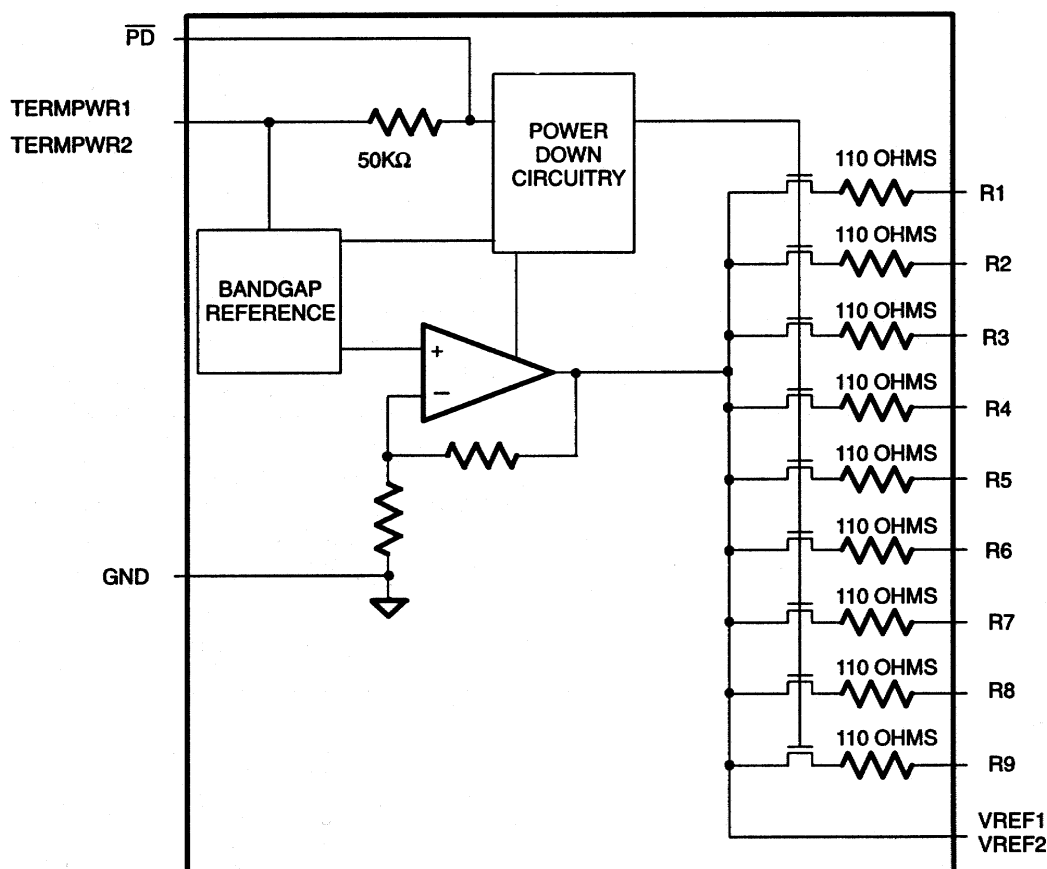 PD
TERMPWR1
TERMPWR2
50KΩ
POWER
DOWN
CIRCUITRY
BANDGAP
REFERENCE
+
−
GND
110 OHMS
R1
110 OHMS
R2
110 OHMS
R3
110 OHMS
R4
110 OHMS
R5
110 OHMS
R6
110 OHMS
R7
110 OHMS
R8
110 OHMS
R9
VREF1
VREF2